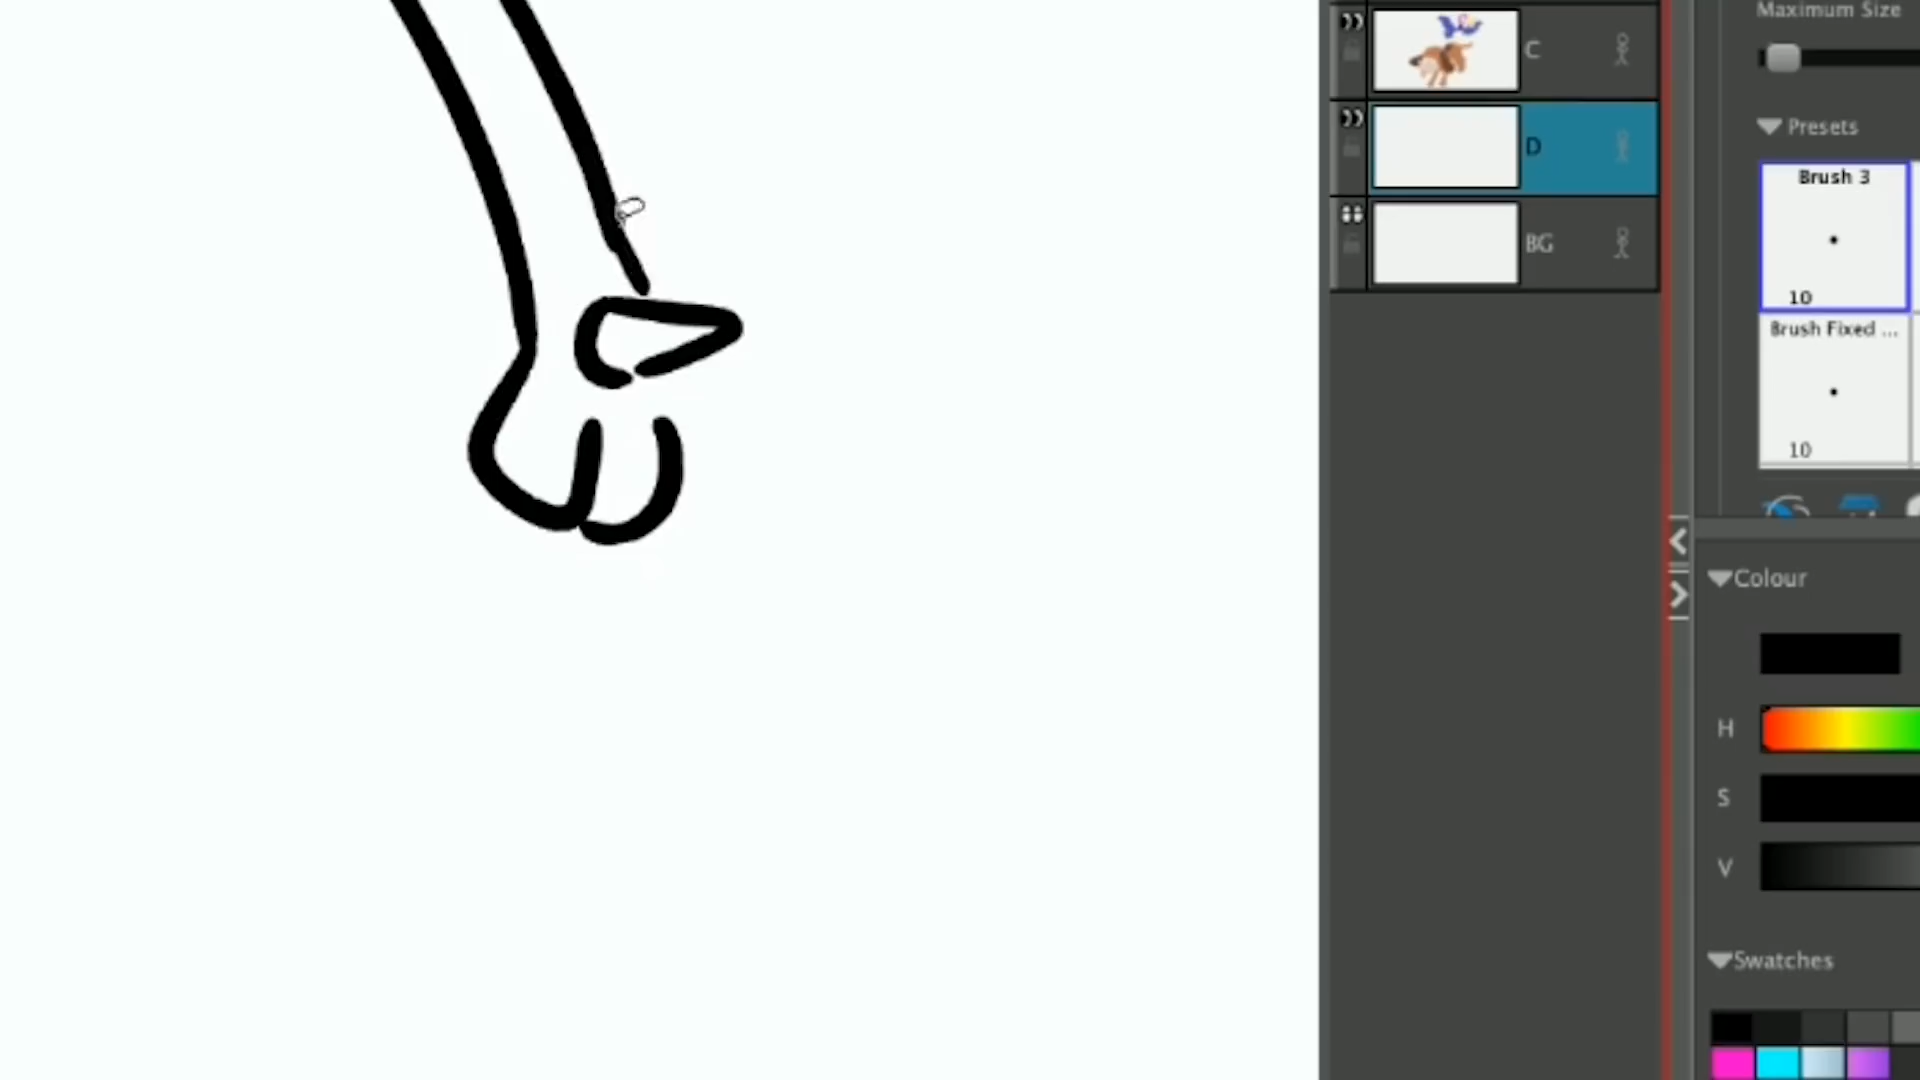 Maximum Size
C
Presets
D
Brush 3
10
BG
Brush Fixed ...
10
Colour
H
S
V
Swatches